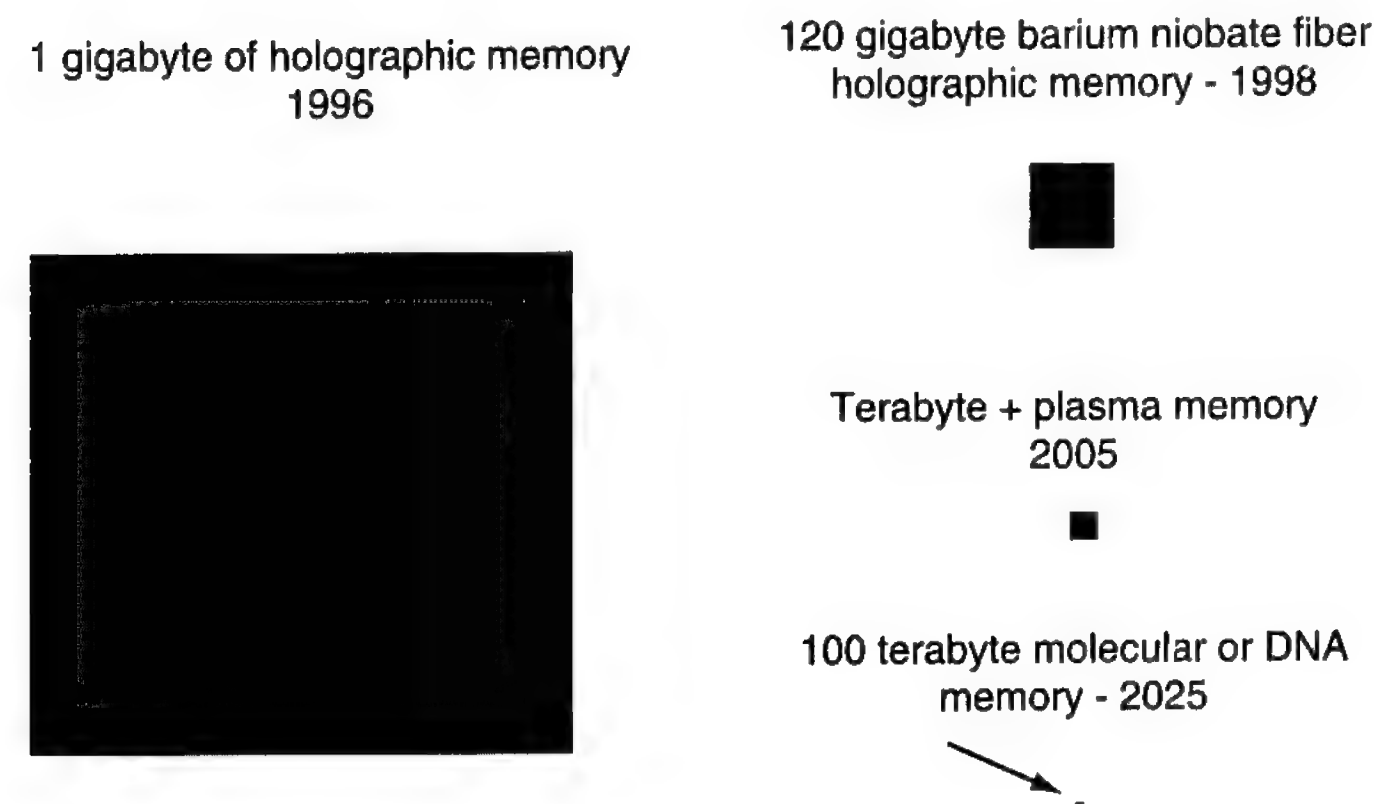 1 gigabyte of holographic memory
1996
120 gigabyte barium niobate fiber
holographic memory - 1998
Terabyte + plasma memory
2005
100 terabyte molecular or DNA
memory - 2025